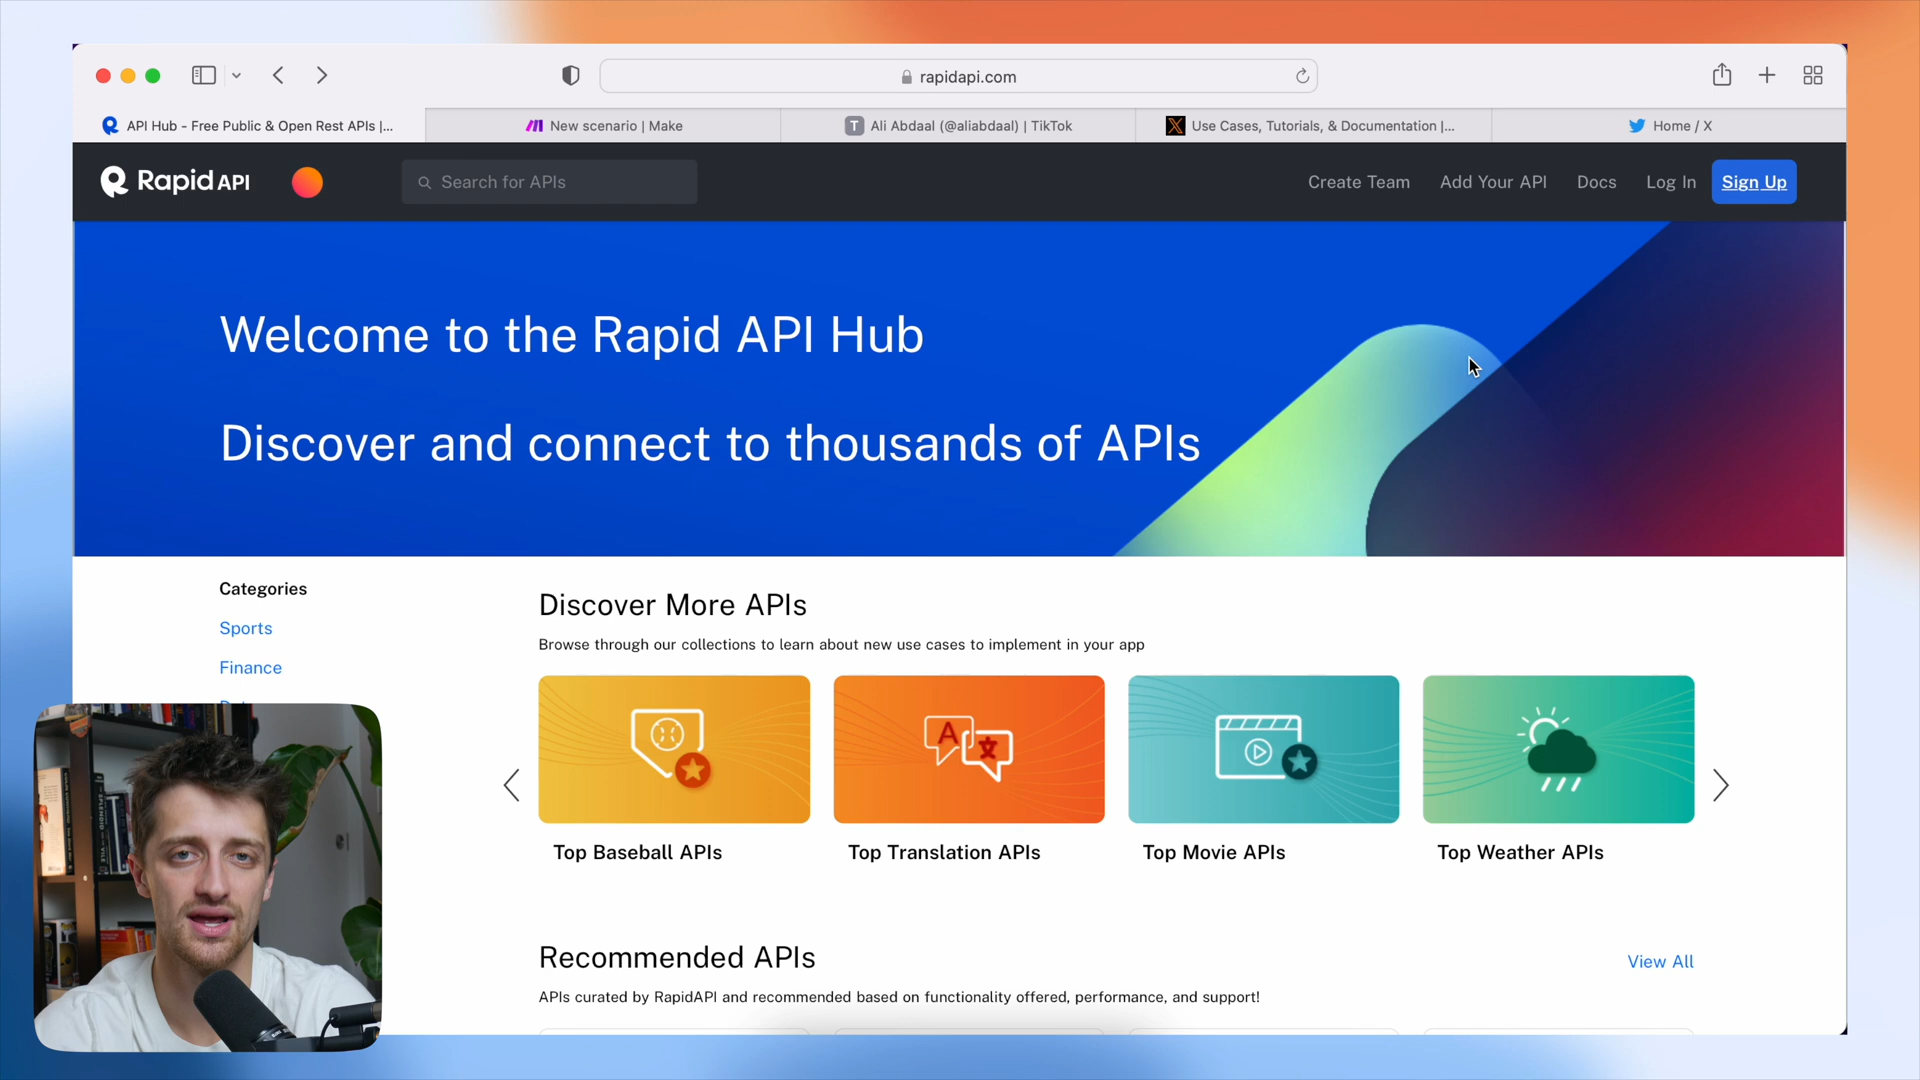 rapidapi.com
API Hub - Free Public & Open Rest APIs |...
New scenario | Make
T Ali Abdaal (@aliabdaal) | TikTok
Use Cases, Tutorials, & Documentation |...
Home / X
Rapid API
Search for APIs
Create Team
Add Your API
Docs
Log In
Sign Up
Welcome to the Rapid API Hub
Discover and connect to thousands of APIs
Categories
Sports
Finance
Discover More APIs
Browse through our collections to learn about new use cases to implement in your app
A 文
Top Baseball APIs
Top Translation APIs
Top Movie APIs
Top Weather APIs
Recommended APIs
View All
APIs curated by RapidAPI and recommended based on functionality offered, performance, and support!